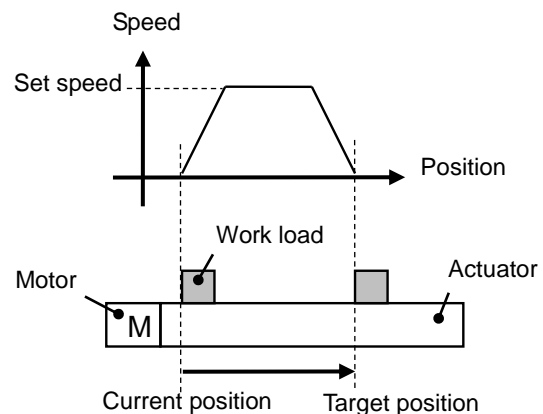 Speed
Set speed
Position
Work load
Motor
Actuator
M
Current position
Target position